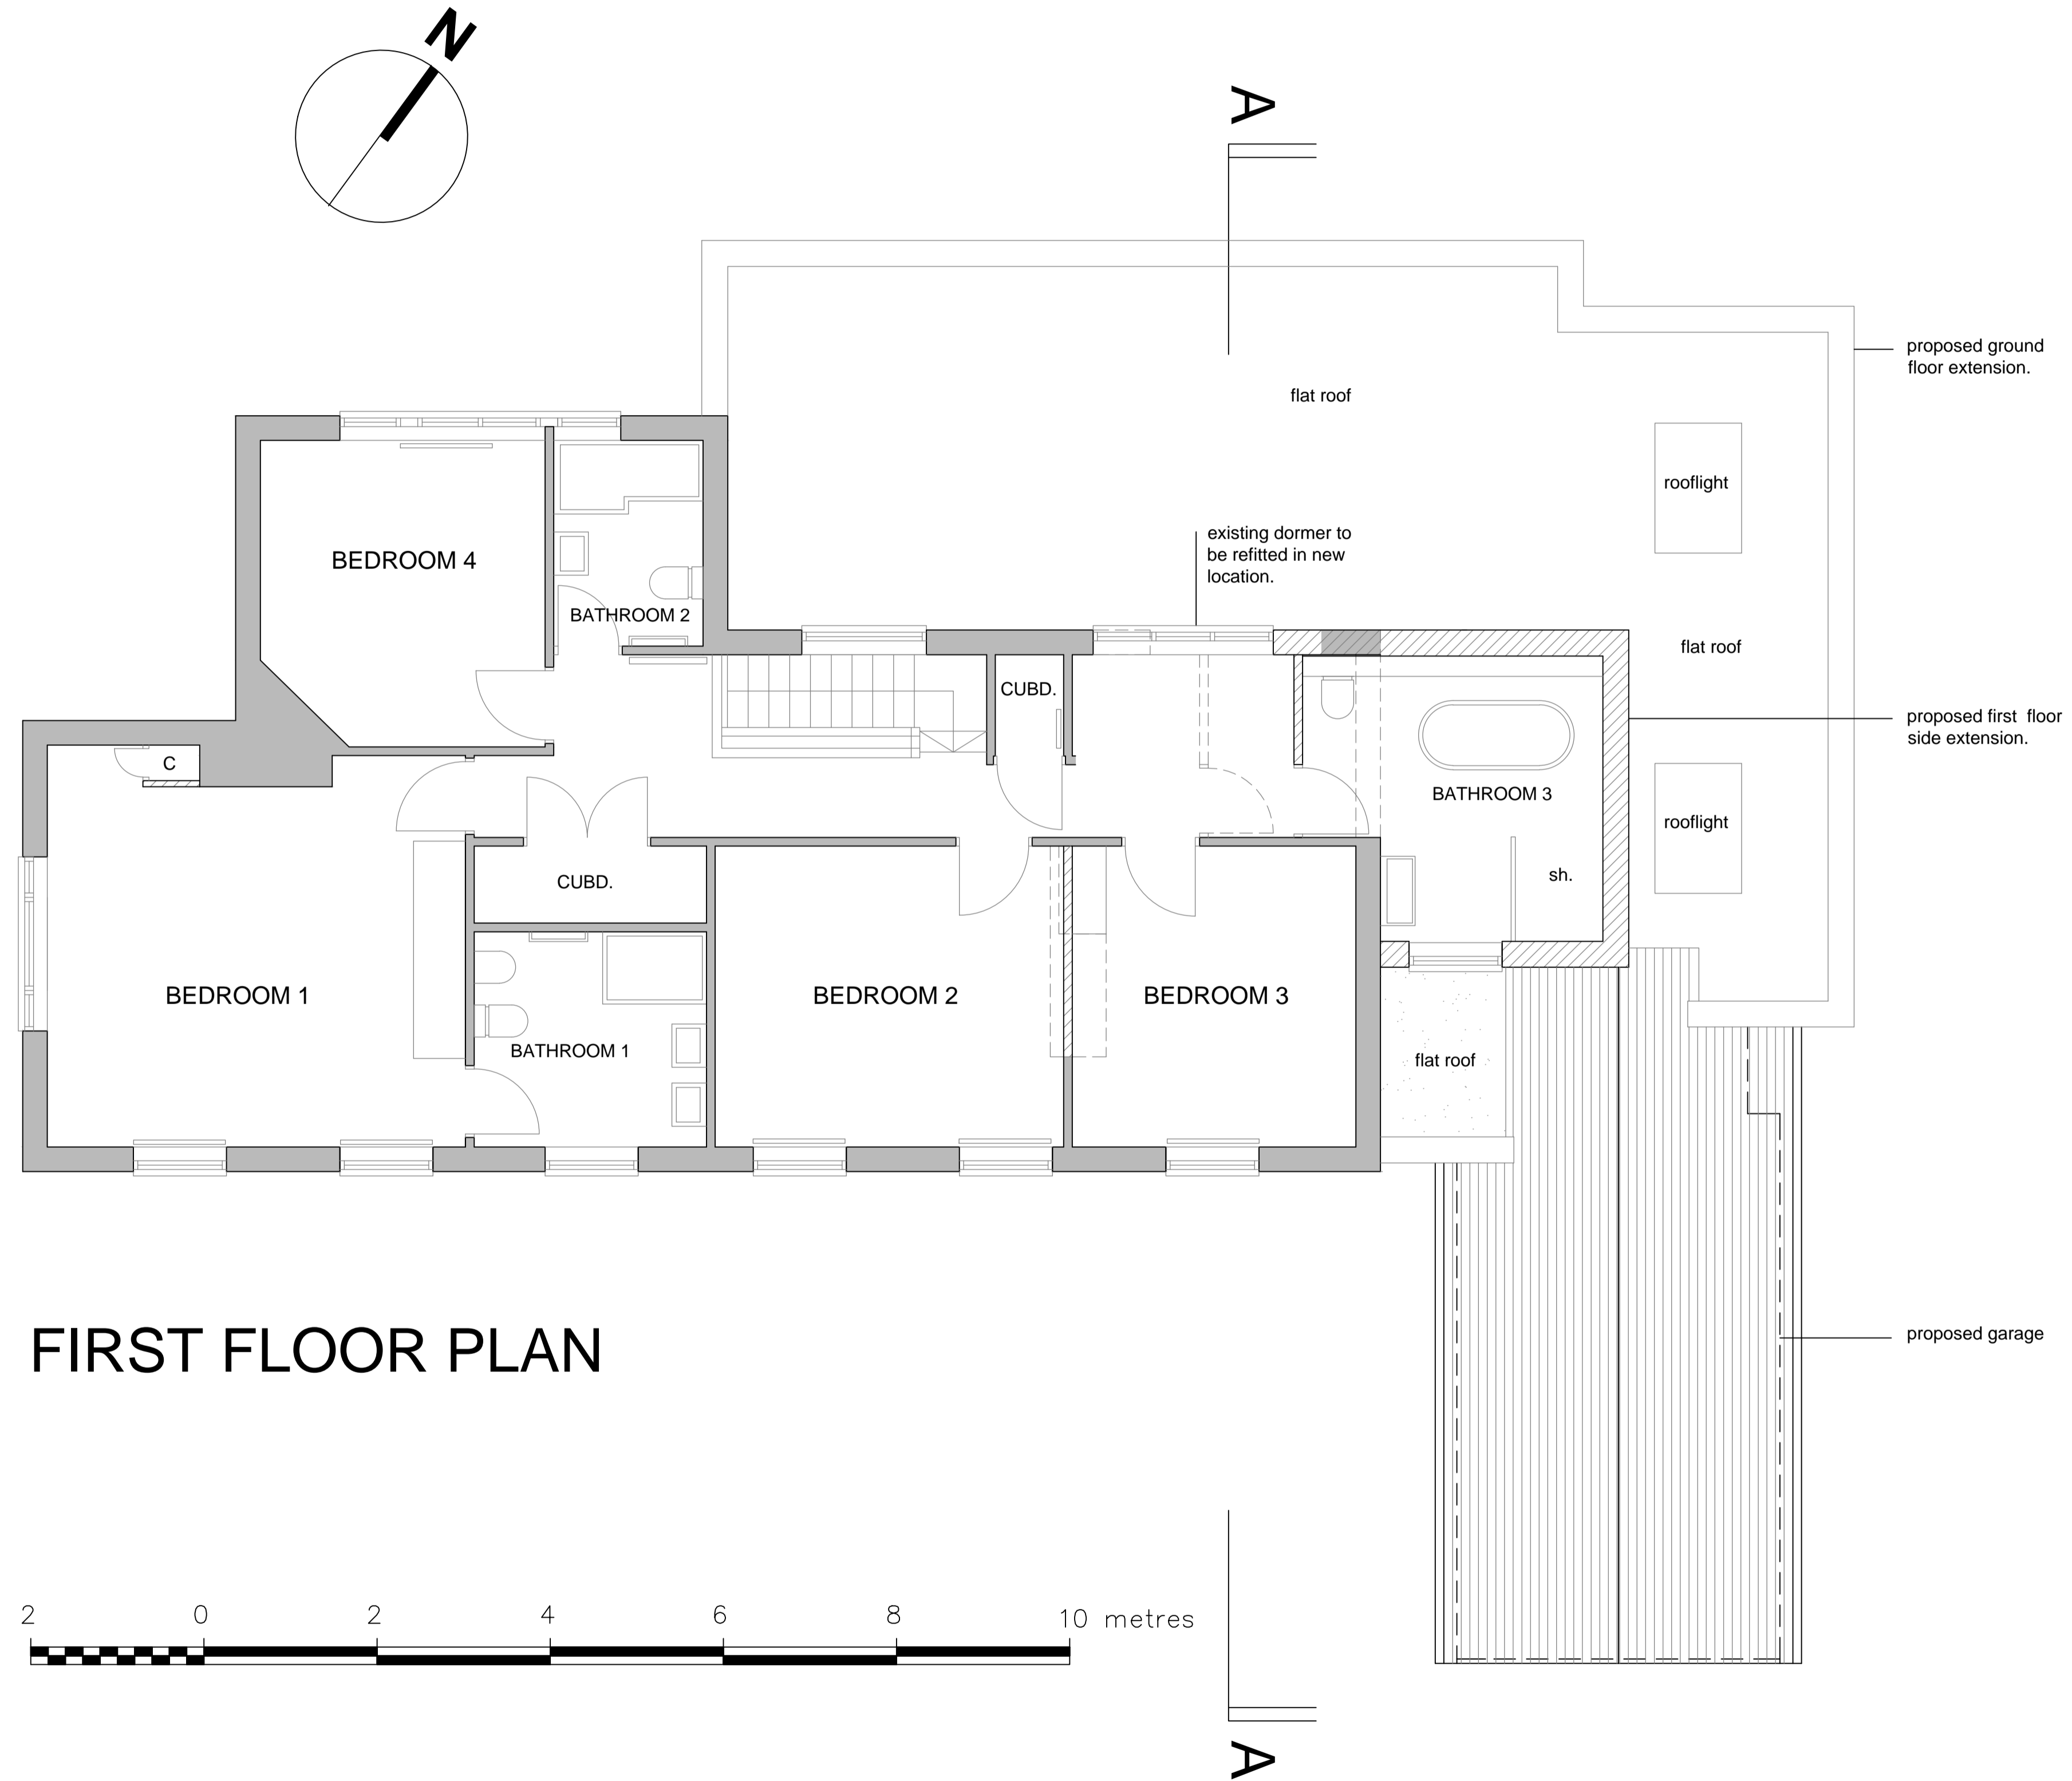 N
A
flat roof
proposed ground
floor extension.
rooflight
existing dormer to
be refitted in new
location.
BEDROOM 4
BATHROOM 2
flat roof
CUBD.
proposed first floor
side extension.
C
BATHROOM 3
rooflight
CUBD.
sh.
BEDROOM 1
BEDROOM 2
BEDROOM 3
BATHROOM 1
flat roof
FIRST FLOOR PLAN
proposed garage
2 0 2 4 6 8 10 metres
A